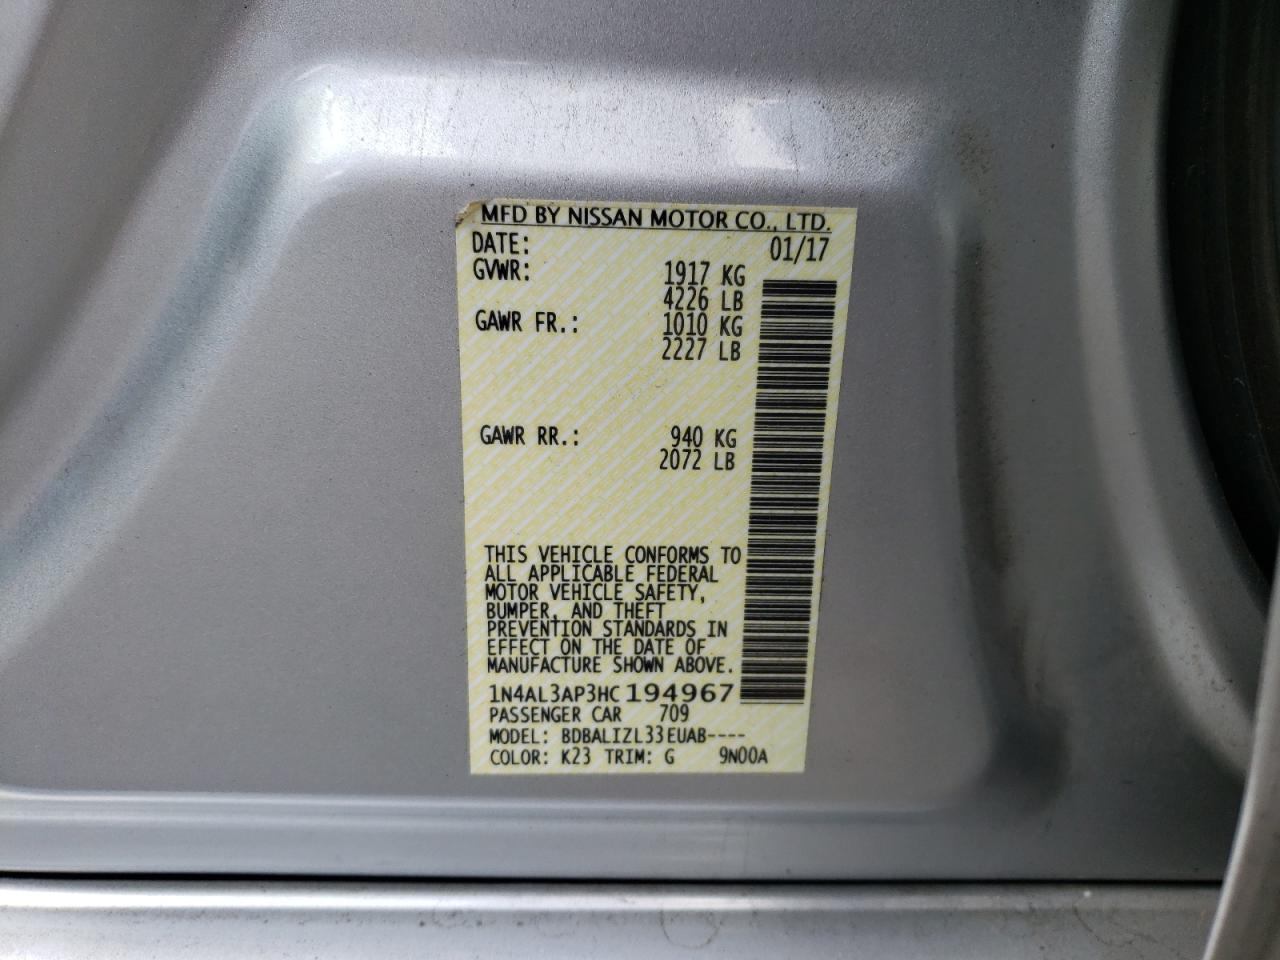 MFD BY NISSAN MOTOR CO., LTD.
DATE: 01/17
GVWR: 1917 KG
4226 LB
GAWR FR.: 1010 KG
2227 LB
GAWR RR.: 940 KG
2072 LB
THIS VEHICLE CONFORMS TO
ALL APPLICABLE FEDERAL
MOTOR VEHICLE SAFETY,
BUMPER, AND THEFT
PREVENTION STANDARDS IN
EFFECT ON THE DATE OF
MANUFACTURE SHOWN ABOVE.
1N4AL3AP3HC194967
PASSENGER CAR 709
MODEL: BDBALIZL33EUAB----
COLOR: K23 TRIM: G 9N00A